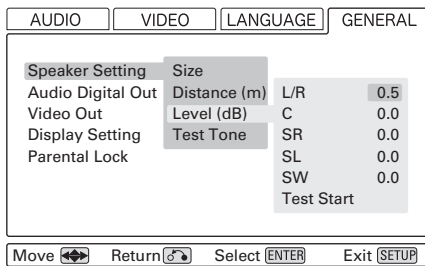 AUDIO VIDEO LANGUAGE GENERAL
Speaker Setting Size
Audio Digital Out Distance (m) L/R 0.5
Video Out Level (dB) C 0.0
Display Setting Test Tone SR 0.0
Parental Lock SL 0.0
SW 0.0
Test Start
Move Return Select ENTER Exit SETUP